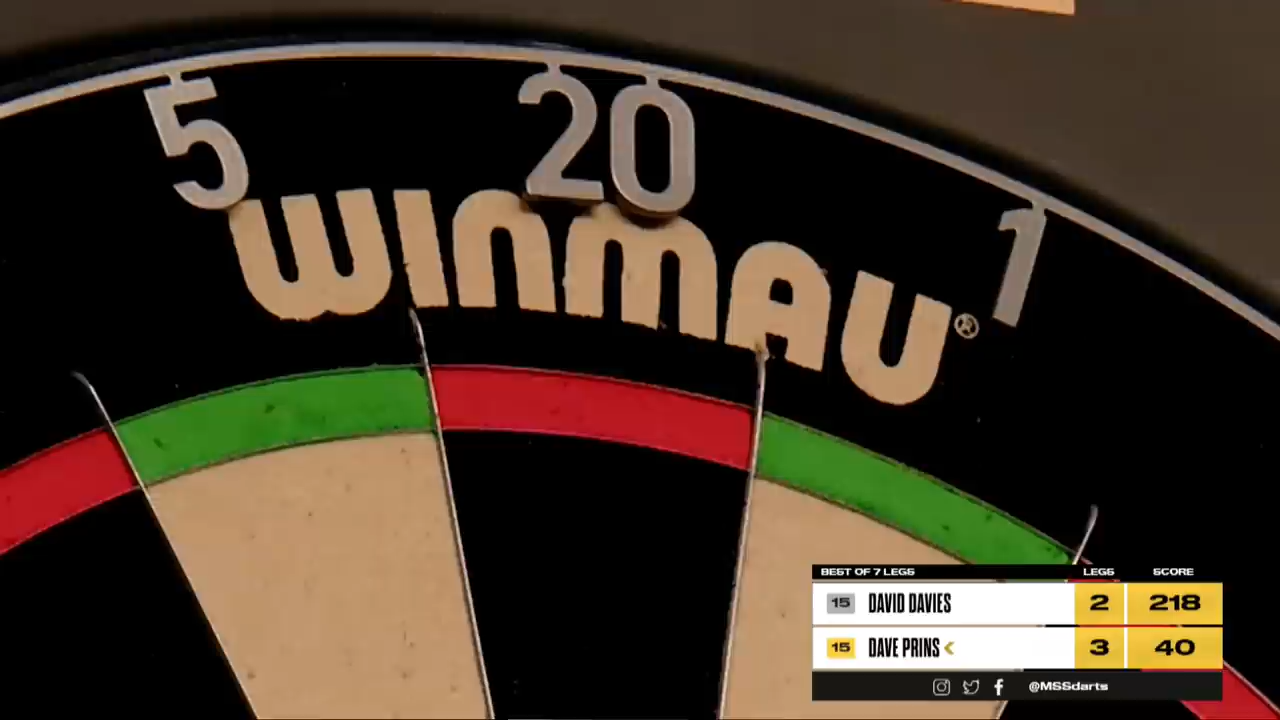 5 20 1
WINMAU®
BEST OF 7 LEGS LEGS SCORE
15 DAVID DAVIES 2 218
15 DAVE PRINS 3 40
@MSSdarts